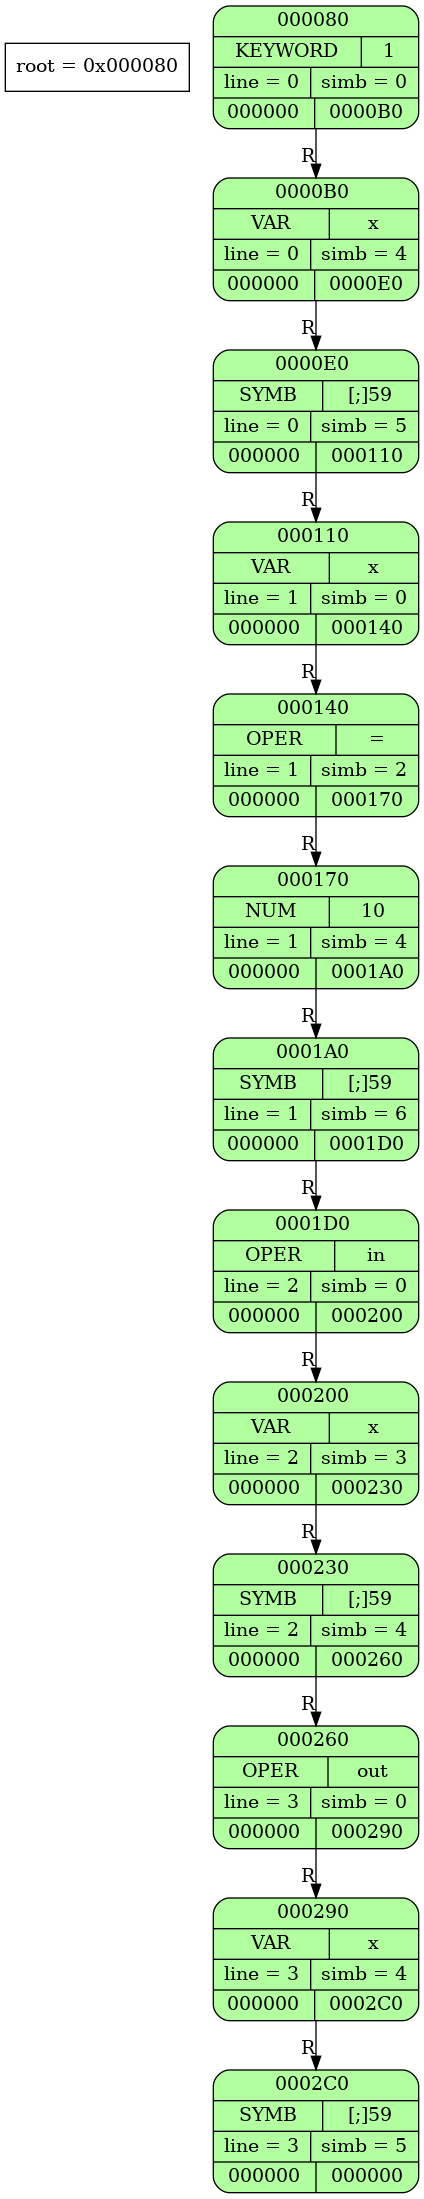 000080
root = 0x000080
KEYWORD 1
line = 0 simb = 0
000000 0000B0
R
0000B0
VAR x
line = 0 simb = 4
000000 0000E0
R
0000E0
SYMB [;]59
line = 0 simb = 5
000000 000110
R
000110
VAR x
line = 1 simb = 0
000000 000140
R
000140
OPER =
line = 1 simb = 2
000000 000170
R
000170
NUM 10
line = 1 simb = 4
000000 0001A0
R
0001A0
SYMB [;]59
line = 1 simb = 6
000000 0001D0
R
0001D0
OPER in
line = 2 simb = 0
000000 000200
R
000200
VAR x
line = 2 simb = 3
000000 000230
R
000230
SYMB [;]59
line = 2 simb = 4
000000 000260
R
000260
OPER out
line = 3 simb = 0
000000 000290
R
000290
VAR x
line = 3 simb = 4
000000 0002C0
R
0002C0
SYMB [;]59
line = 3 simb = 5
000000 000000